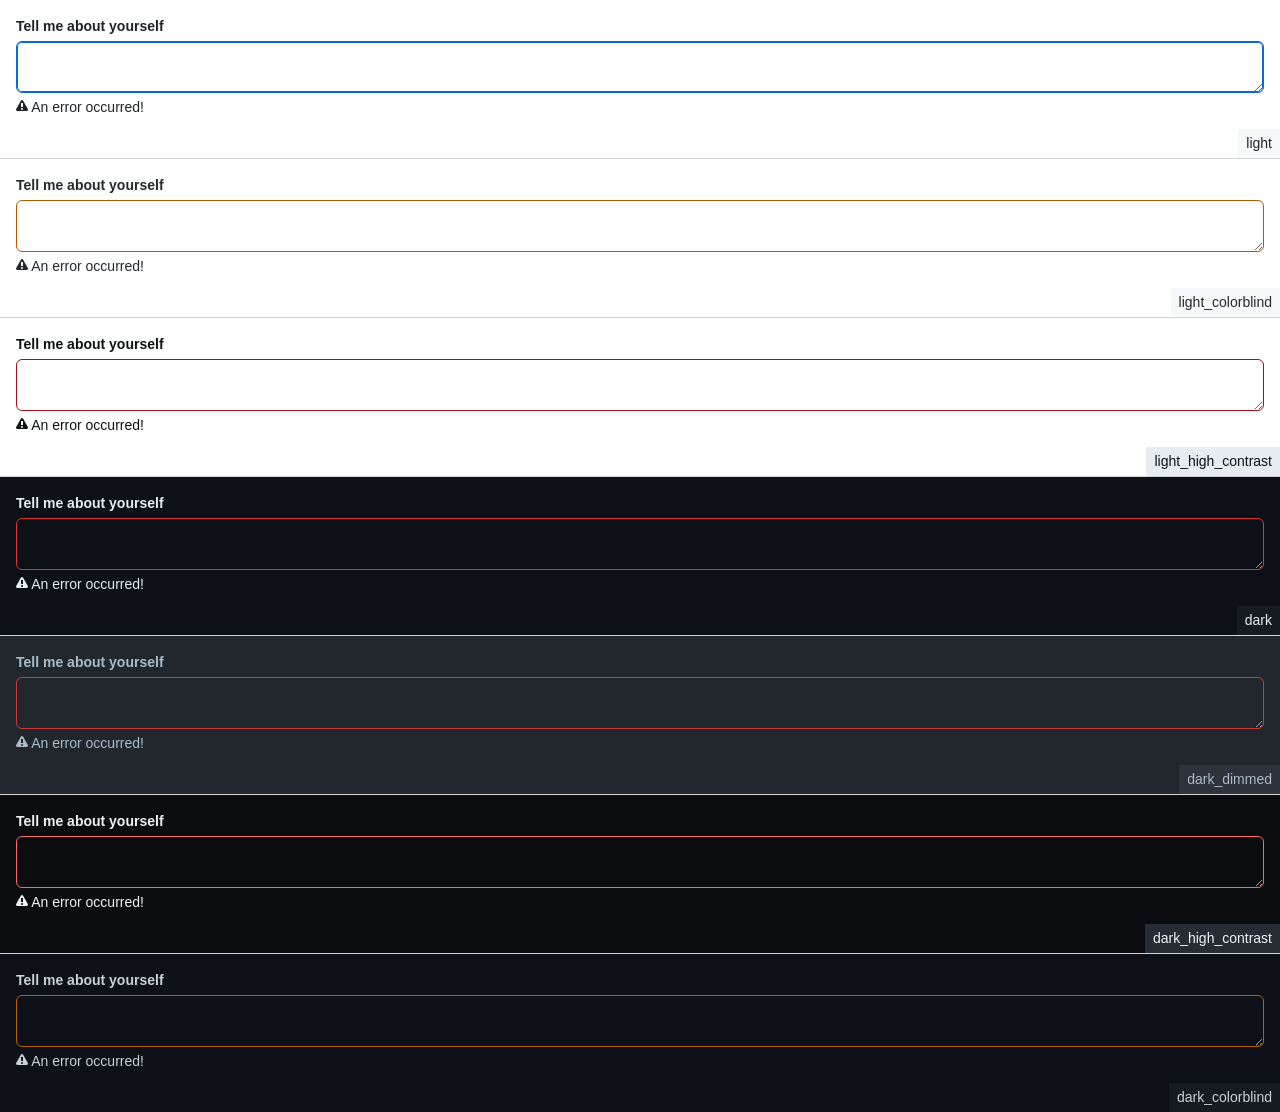 Tell me about yourself
An error occurred!
light
Tell me about yourself
An error occurred!
light_colorblind
Tell me about yourself
An error occurred!
light_high_contrast
Tell me about yourself
An error occurred!
dark
Tell me about yourself
An error occurred!
dark_dimmed
Tell me about yourself
An error occurred!
dark_high_contrast
Tell me about yourself
An error occurred!
dark_colorblind